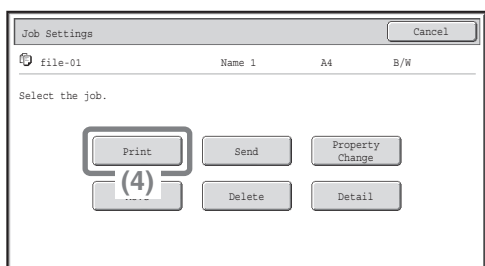 Job Settings
Cancel
file-01 Name 1 A4 B/W
Select the job.
Print
Send
Property
Change
(4)
Delete
Detail